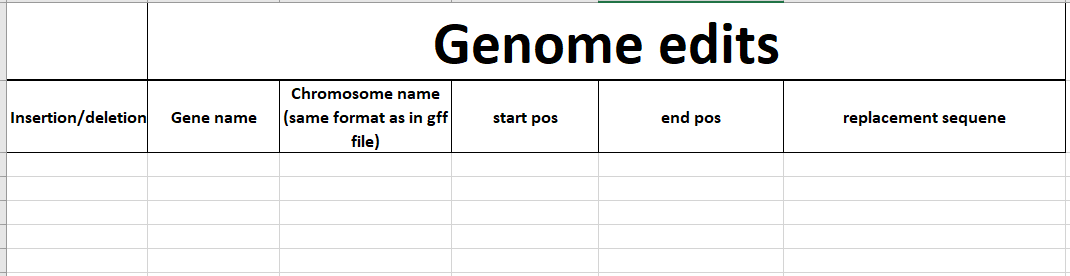 Genome edits
Insertion/deletion
Gene name
Chromosome name
(same format as in gff
file)
start pos
end pos
replacement sequene